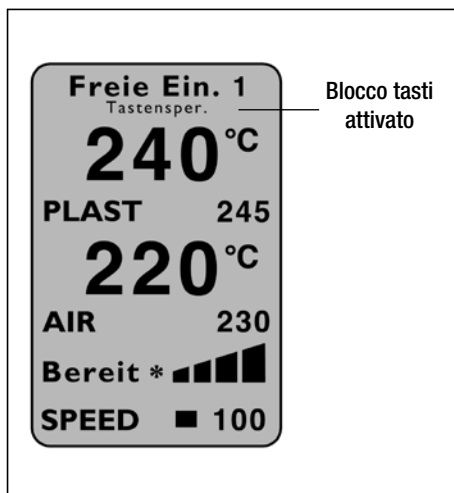 Freie Ein. 1
Tastensper.
240°C
PLAST 245
220°C
AIR 230
Bereit *
SPEED ■ 100
Blocco tasti
attivato